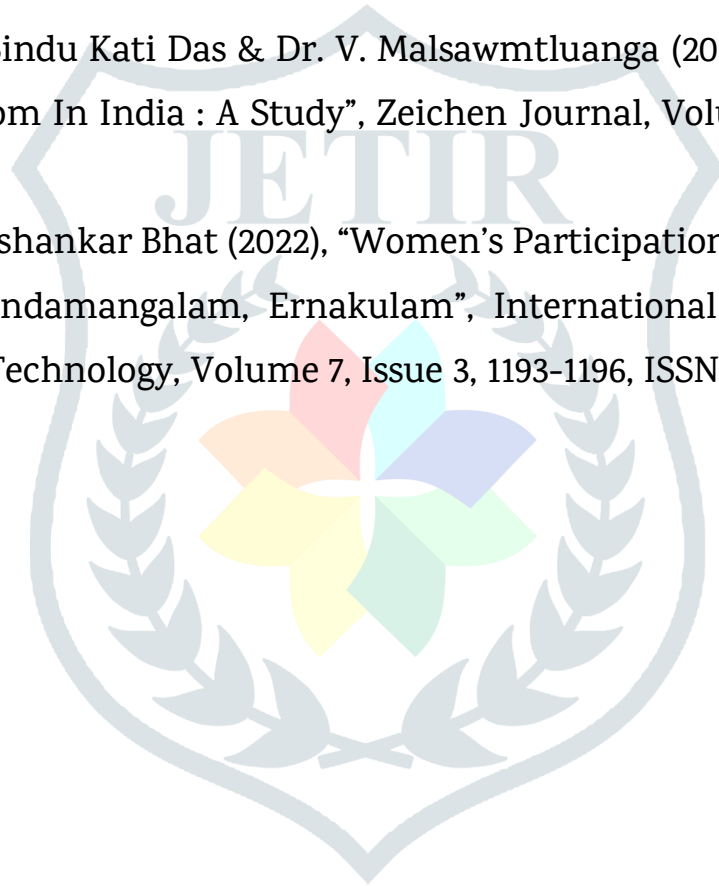 Bindu Kati Das & Dr. V. Malsawmtluanga (20
om In India : A Study”, Zeichen Journal, Volu
JETIR
shankar Bhat (2022), “Women’s Participation
ndamangalam, Ernakulam”, International
Technology, Volume 7, Issue 3, 1193-1196, ISSN